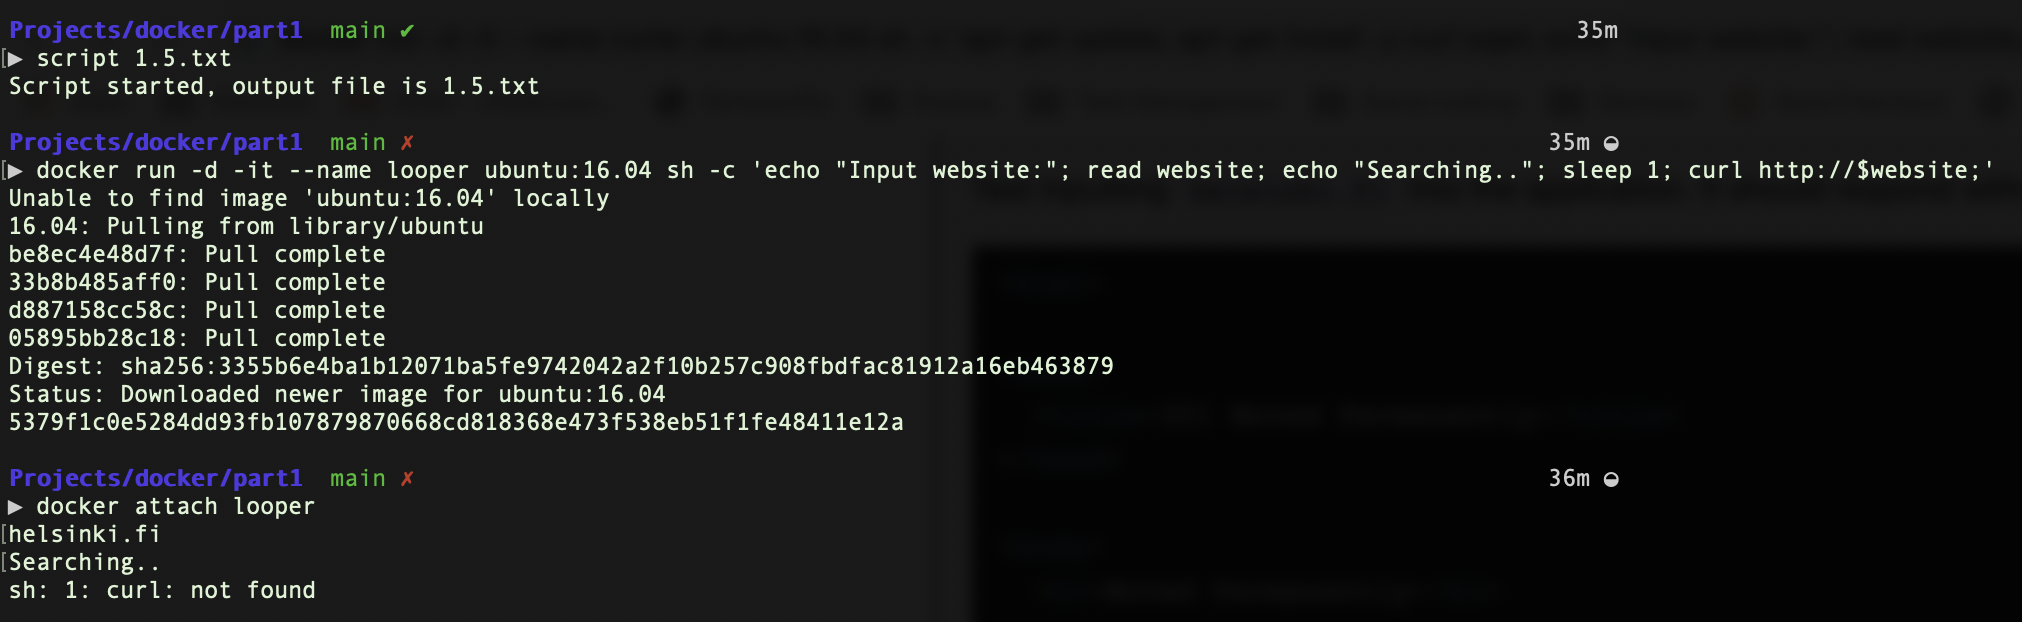 Projects/docker/part1 main ✔ 35m
▶ script 1.5.txt
Script started, output file is 1.5.txt
Projects/docker/part1 main ✗ 35m ◒
▶ docker run -d -it --name looper ubuntu:16.04 sh -c 'echo "Input website:"; read website; echo "Searching.."; sleep 1; curl http://$website;'
Unable to find image 'ubuntu:16.04' locally
16.04: Pulling from library/ubuntu
be8ec4e48d7f: Pull complete
33b8b485aff0: Pull complete
d887158cc58c: Pull complete
05895bb28c18: Pull complete
Digest: sha256:3355b6e4ba1b12071ba5fe9742042a2f10b257c908fbdfac81912a16eb463879
Status: Downloaded newer image for ubuntu:16.04
5379f1c0e5284dd93fb107879870668cd818368e473f538eb51f1fe48411e12a
Projects/docker/part1 main ✗ 36m ◒
▶ docker attach looper
[helsinki.fi
[Searching..
sh: 1: curl: not found